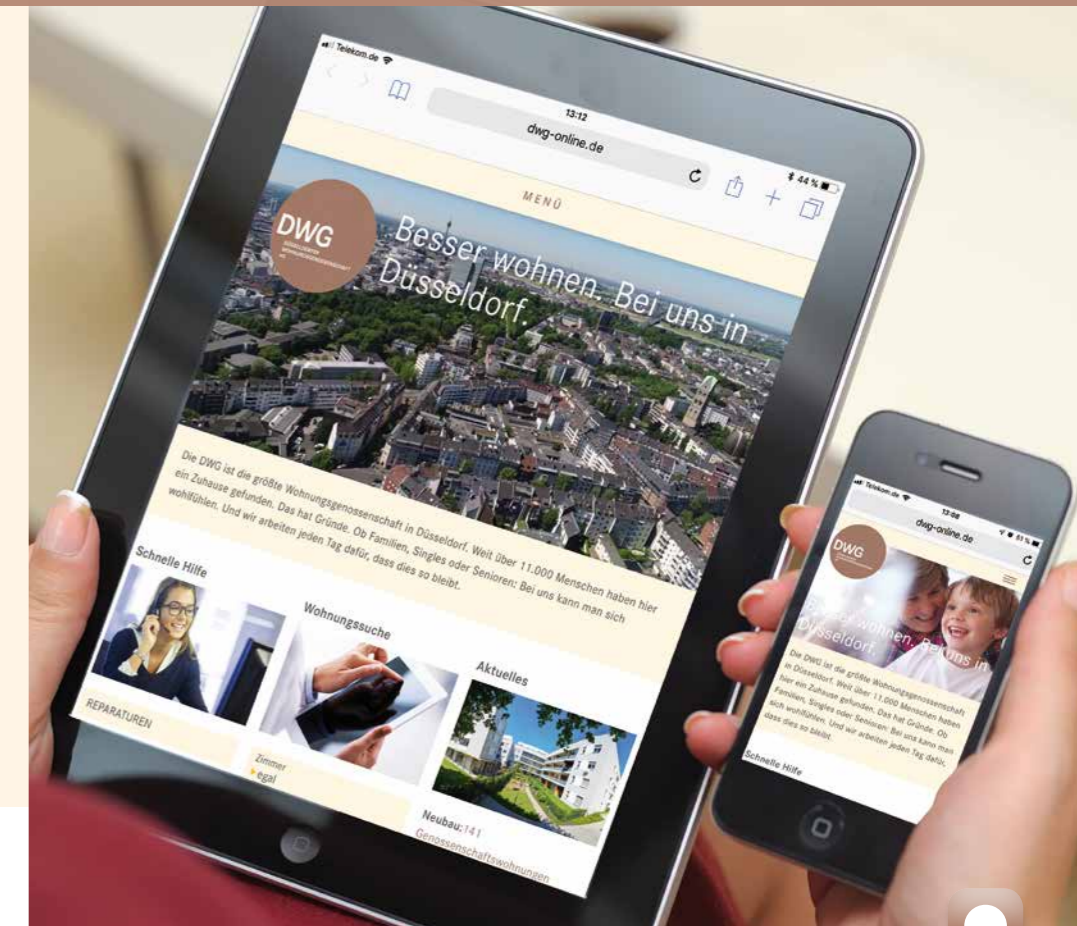 Telekom.de
13:12
dwg-online.de
44 %
MENÜ
DWG
DÜSSELDORFER
WOHNUNGSGENOSSENSCHAFT
EG
Besser wohnen. Bei uns in
Düsseldorf.
Die DWG ist die größte Wohnungsgenossenschaft in Düsseldorf. Weit über 11.000 Menschen haben hier
ein Zuhause gefunden. Das hat Gründe. Ob Familien, Singles oder Senioren: Bei uns kann man sich
wohlfühlen. Und wir arbeiten jeden Tag dafür, dass dies so bleibt.
Schnelle Hilfe
Wohnungssuche
Aktuelles
REPARATUREN
Zimmer
egal
Neubau:141
Genossenschaftswohnungen
Telekom.de
13:08
51 %
dwg-online.de
DWG
Besser wohnen. Bei uns in
Düsseldorf.
Die DWG ist die größte Wohnungsgenossenschaft
in Düsseldorf. Weit über 11.000 Menschen haben
hier ein Zuhause gefunden. Das hat Gründe. Ob
Familien, Singles oder Senioren: Bei uns kann man
sich wohlfühlen. Und wir arbeiten jeden Tag dafür,
dass dies so bleibt.
Schnelle Hilfe